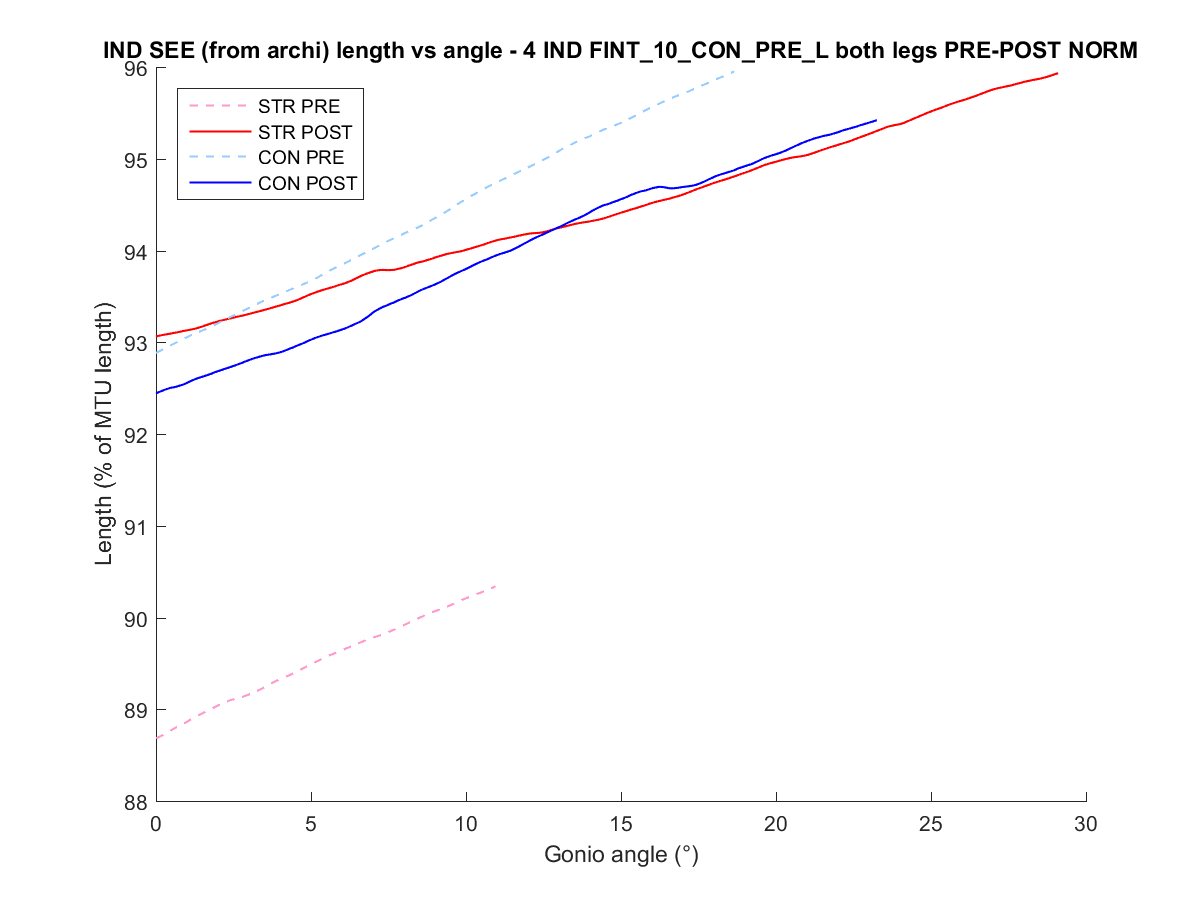 IND SEE (from archi) length vs angle - 4 IND FINT_10_CON_PRE_L both legs PRE-POST NORM
STR PRE
STR POST
CON PRE
CON POST
Length (% of MTU length)
96
95
94
93
92
91
90
89
88
0 5 10 15 20 25 30
Gonio angle (°)